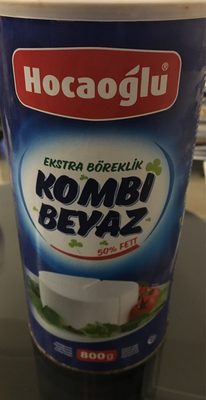 Hocaoğlu®
EKSTRA BÖREKLİK
KOMBİ
BEYAZ
50% FETT
800g